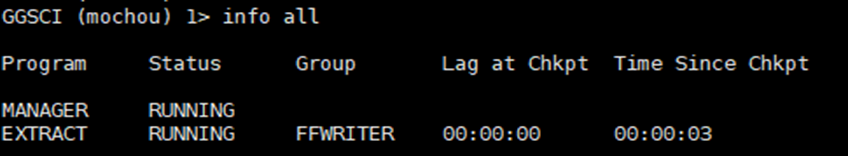 GGSCI (mochou) 1> info all
Program     Status      Group       Lag at Chkpt  Time Since Chkpt
MANAGER     RUNNING
EXTRACT     RUNNING     FFWRITER    00:00:00      00:00:03